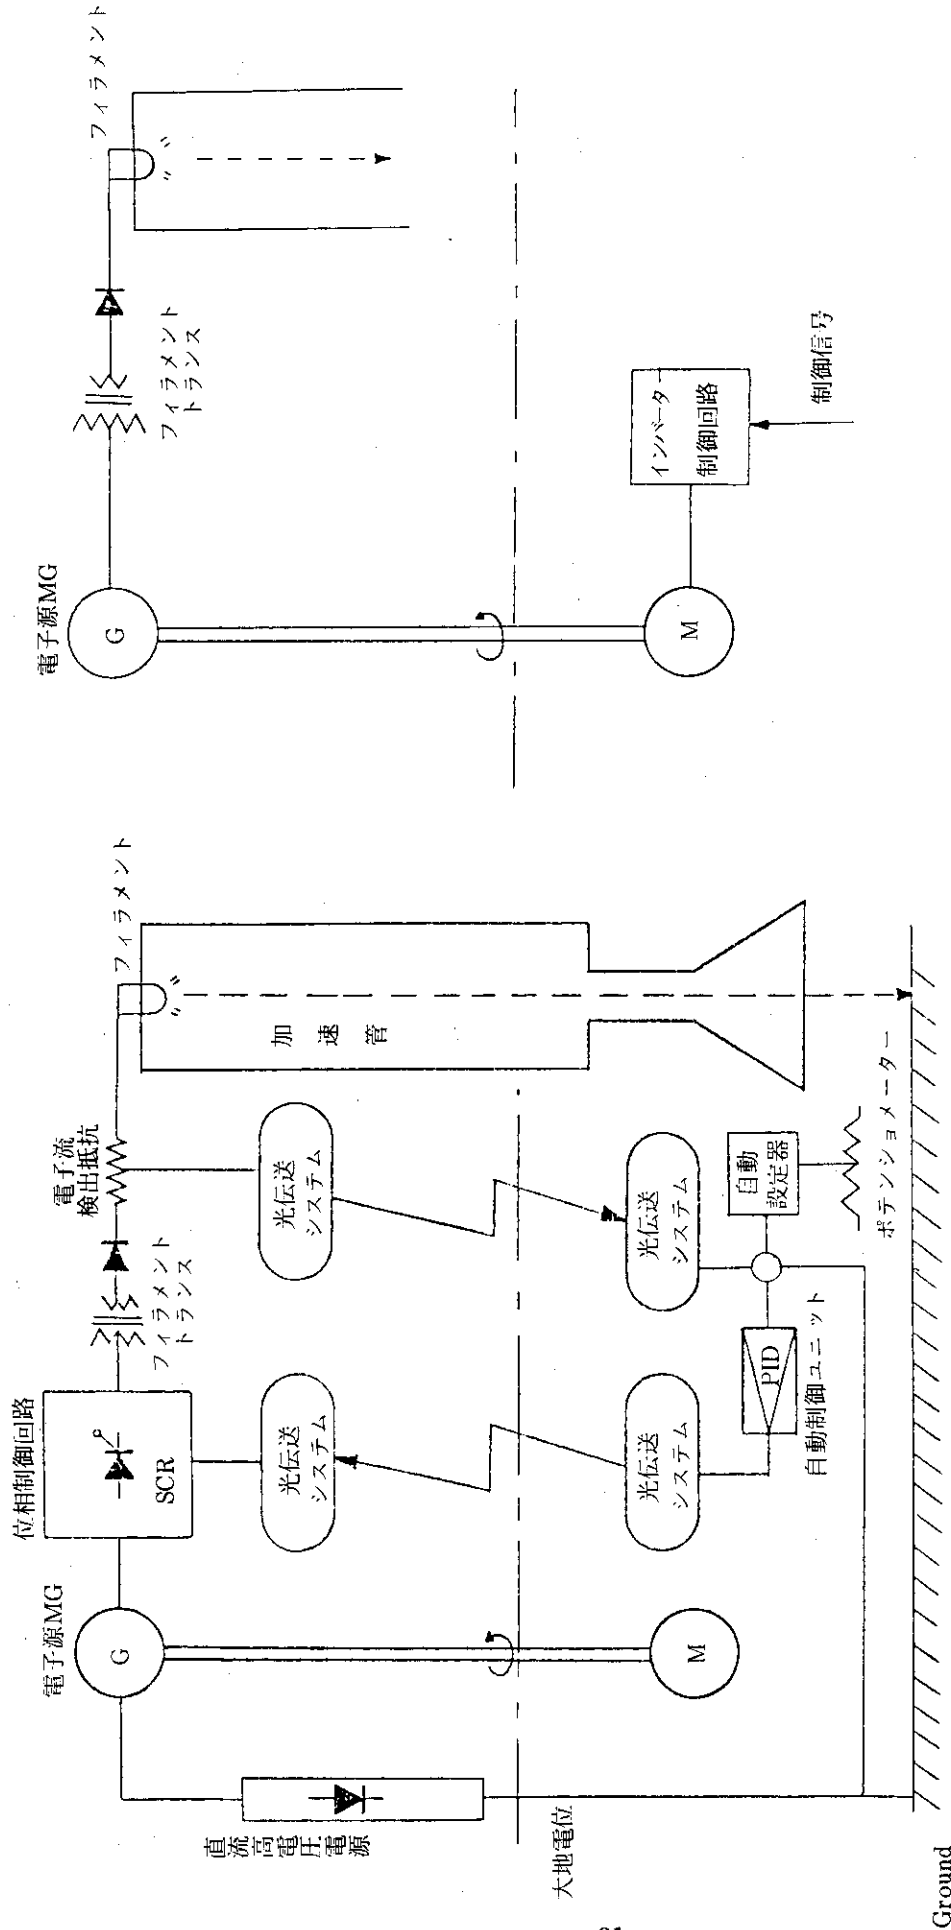 電子源MG
G
位相制御回路
SCR
フィラメント
トランス
電子流
検出抵抗
フィラメント
加速管
光伝送
システム
光伝送
システム
直流高電圧電源
大地電位
M
光伝送
システム
光伝送
システム
PID
自動制御ユニット
自動
設定器
ポテンショメーター
Ground
電子源MG
G
フィラメント
トランス
フィラメント
M
インバーター
制御回路
制御信号